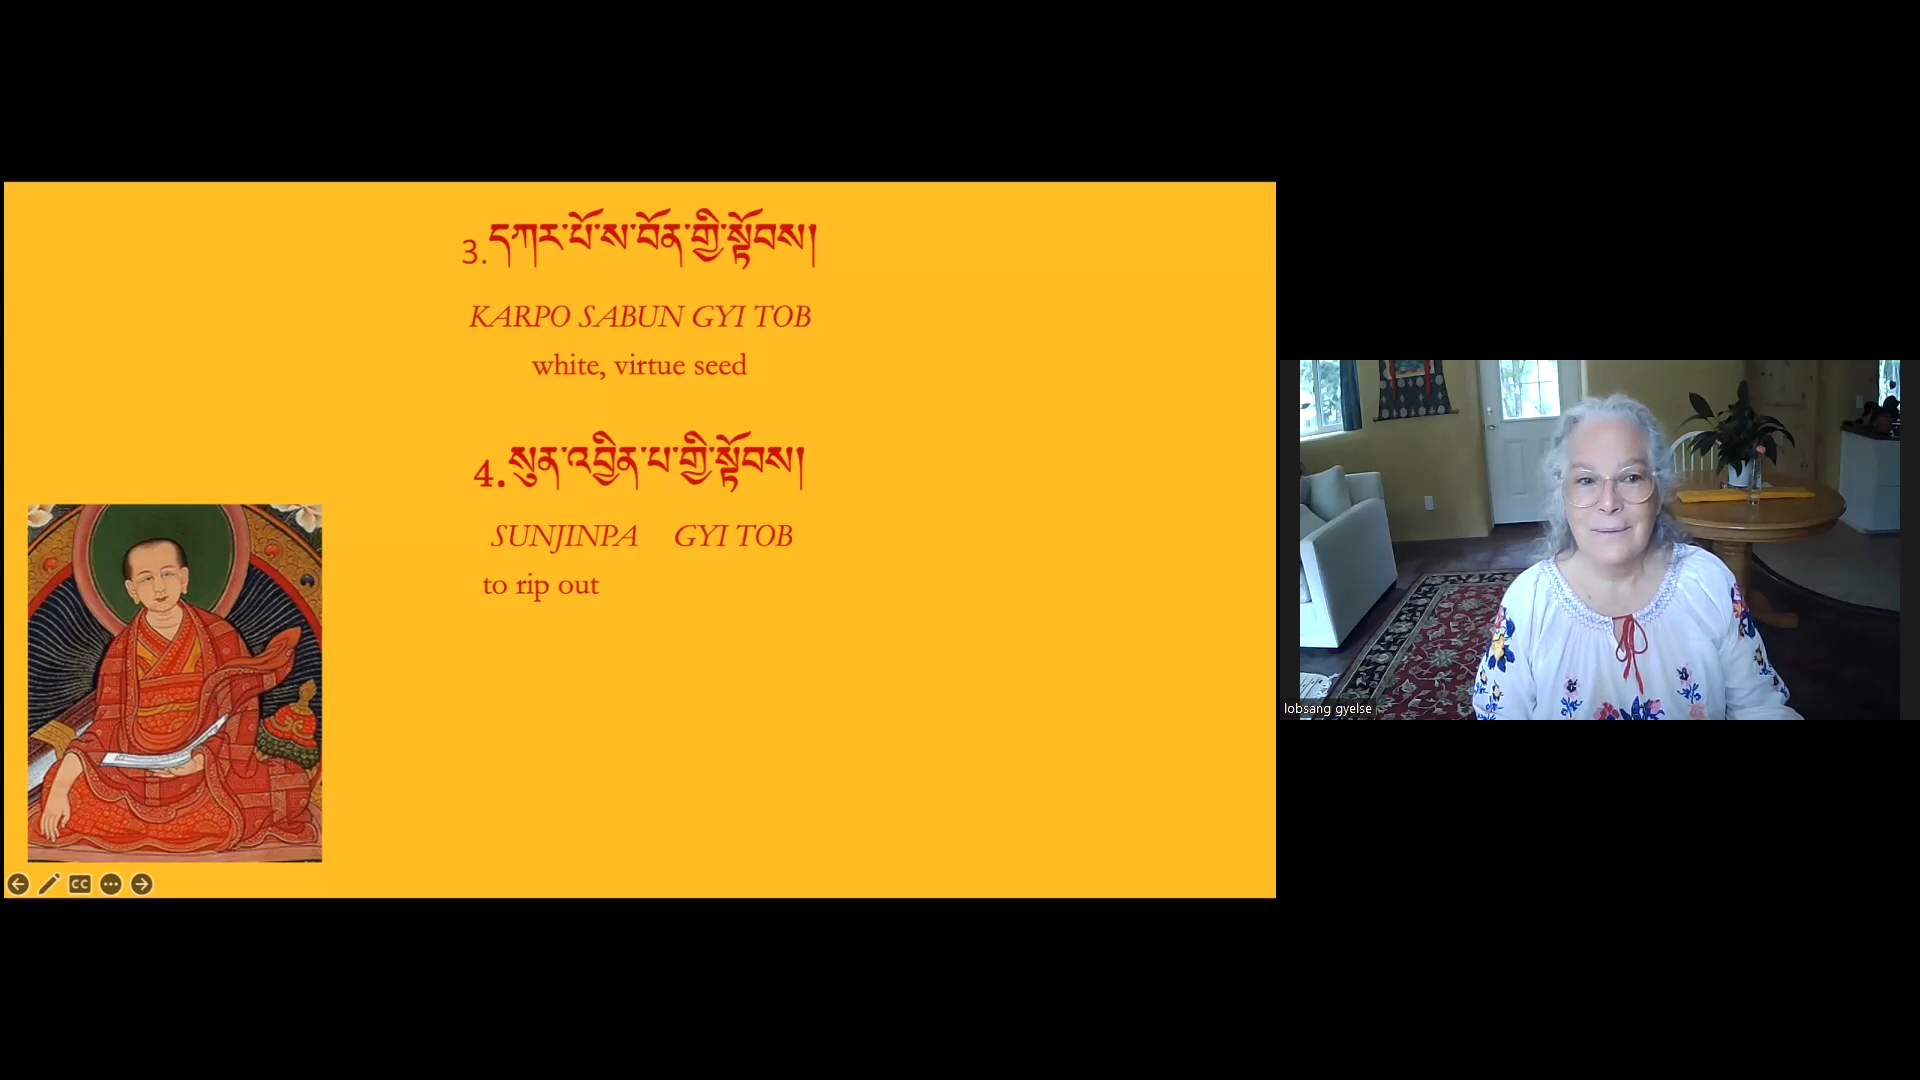 3. དཀར་པོ་ས་བོན་གྱི་སྟོབས།
KARPO SABUN GYI TOB
white, virtue seed
4. སུན་འབྱིན་པ་གྱི་སྟོབས།
SUNJINPA GYI TOB
to rip out
CC
lobsang gyelse